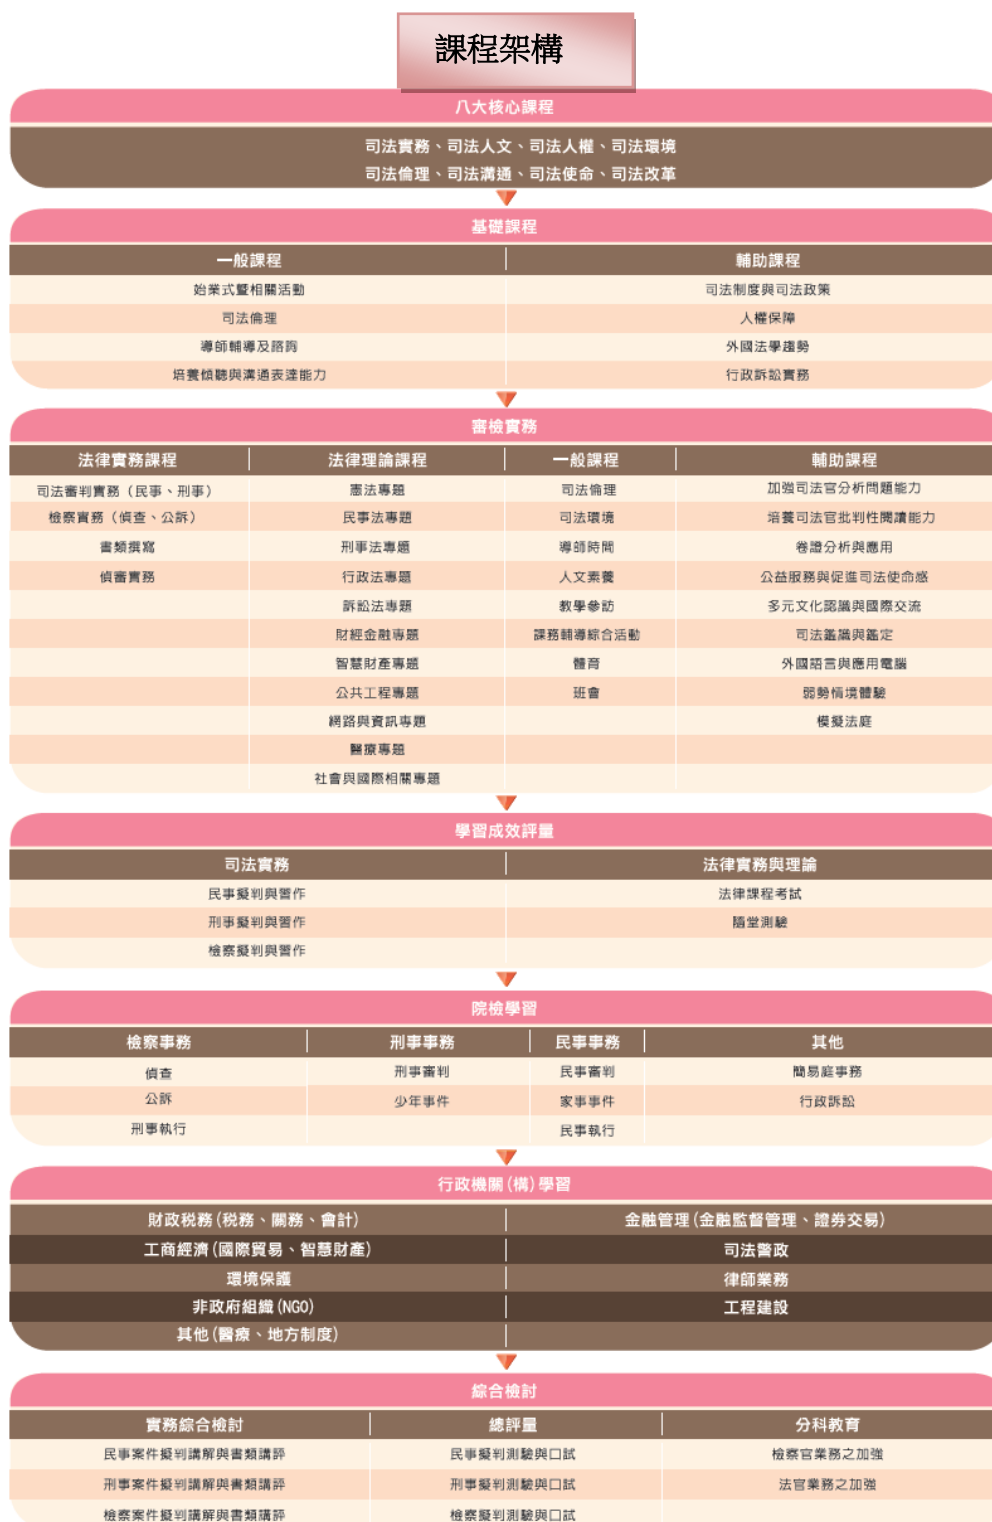 課程架構
八大核心課程
司法實務、司法人文、司法人權、司法環境
司法倫理、司法溝通、司法使命、司法改革
基礎課程
一般課程 輔助課程
始業式暨相關活動 司法制度與司法政策
司法倫理 人權保障
導師輔導及諮詢 外國法學趨勢
培養傾聽與溝通表達能力 行政訴訟實務
審檢實務
法律實務課程 法律理論課程 一般課程 輔助課程
司法審判實務（民事、刑事） 憲法專題 司法倫理 加強司法官分析問題能力
檢察實務（偵查、公訴） 民事法專題 司法環境 培養司法官批判性閱讀能力
書類撰寫 刑事法專題 導師時間 卷證分析與應用
偵審實務 行政法專題 人文素養 公益服務與促進司法使命感
訴訟法專題 教學參訪 多元文化認識與國際交流
財經金融專題 課務輔導綜合活動 司法鑑識與鑑定
智慧財產專題 體育 外國語言與應用電腦
公共工程專題 班會 弱勢情境體驗
網路與資訊專題 模擬法庭
醫療專題
社會與國際相關專題
學習成效評量
司法實務 法律實務與理論
民事擬判與習作 法律課程考試
刑事擬判與習作 隨堂測驗
檢察擬判與習作
院檢學習
檢察事務 刑事事務 民事事務 其他
偵查 刑事審判 民事審判 簡易庭事務
公訴 少年事件 家事事件 行政訴訟
刑事執行 民事執行
行政機關(構)學習
財政稅務(稅務、關務、會計) 金融管理(金融監督管理、證券交易)
工商經濟(國際貿易、智慧財產) 司法警政
環境保護 律師業務
非政府組織(NGO) 工程建設
其他(醫療、地方制度)
綜合檢討
實務綜合檢討 總評量 分科教育
民事案件擬判講解與書類講評 民事擬判測驗與口試 檢察官業務之加強
刑事案件擬判講解與書類講評 刑事擬判測驗與口試 法官業務之加強
檢察案件擬判講解與書類講評 檢察擬判測驗與口試